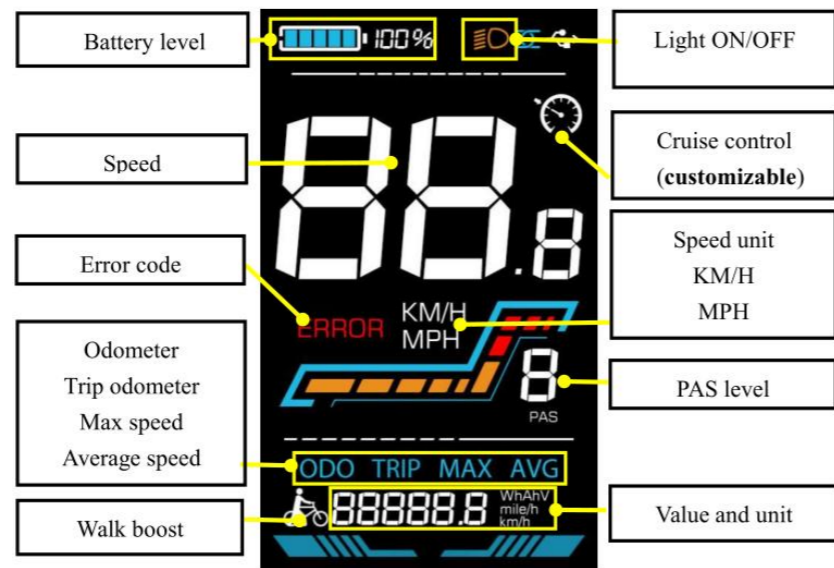 Battery level
100%
Light ON/OFF
Cruise control
(customizable)
Speed
88.8
Speed unit
KM/H
MPH
Error code
ERROR
KM/H
MPH
Odometer
Trip odometer
Max speed
Average speed
8
PAS
PAS level
ODO TRIP MAX AVG
Walk boost
88888.8
WhAhV
mile/h
km/h
Value and unit